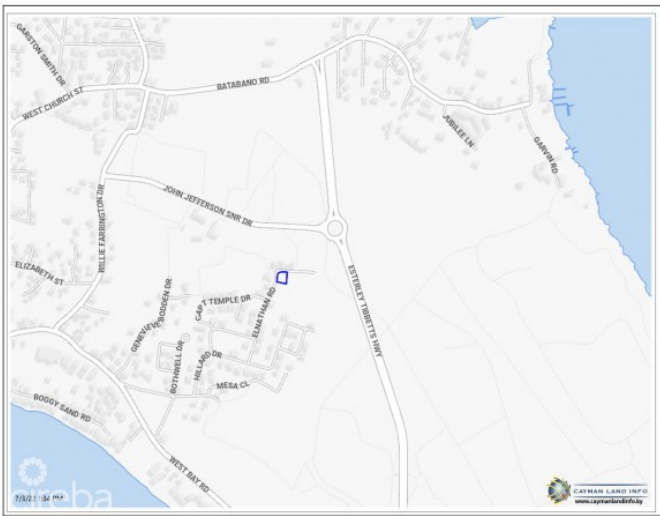 GARSTON SMITH DR
WEST CHURCH ST
BATABANO RD
JUBILEE LN
GARVIN RD
JOHN JEFFERSON SNR DR
WILLIE FARRINGTON DR
ELIZABETH ST
GENEVIEVE BODDEN DR
CAPT TEMPLE DR
ELNATHAN RD
ESTERLEY TIBBETTS HWY
BOTHWELL DR
HILLARD DR
MESA CL
BOGGY SAND RD
WEST BAY RD
cireba
CAYMAN LAND INFO
www.caymanlandinfo.ky